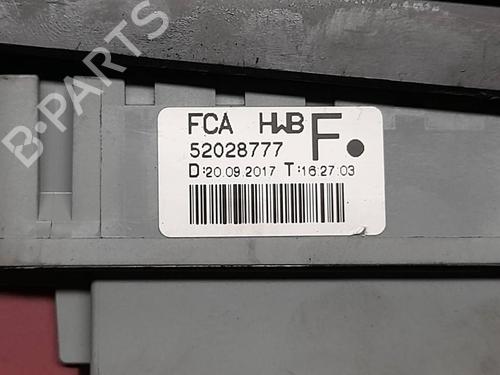 B-PARTS
FCA HWB F.
52028777
D:20.09.2017 T:16:27:03